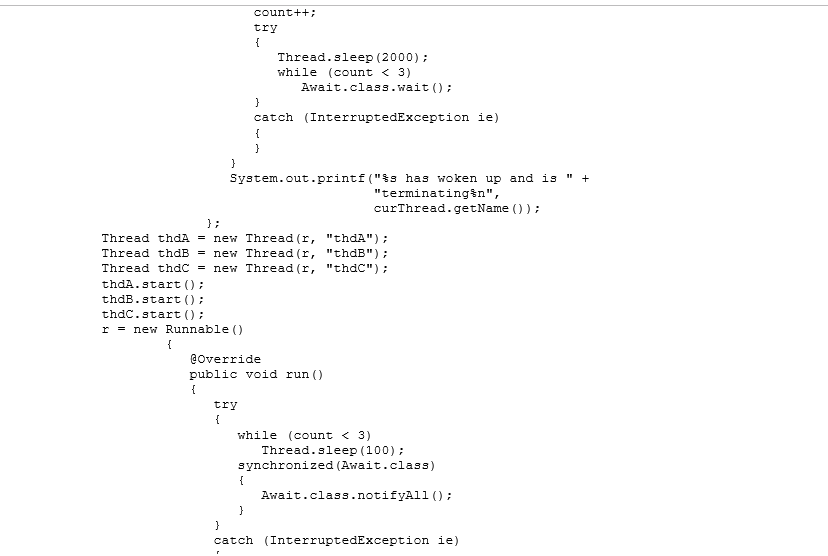 count++;
try
{
Thread.sleep(2000);
while (count < 3)
Await.class.wait();
}
catch (InterruptedException ie)
{
}
}
System.out.printf("%s has woken up and is " +
"terminating%n",
curThread.getName());
};
Thread thdA = new Thread(r, "thdA");
Thread thdB = new Thread(r, "thdB");
Thread thdC = new Thread(r, "thdC");
thdA.start();
thdB.start();
thdC.start();
r = new Runnable()
{
@Override
public void run()
{
try
{
while (count < 3)
Thread.sleep(100);
synchronized(Await.class)
{
Await.class.notifyAll();
}
}
catch (InterruptedException ie)
{